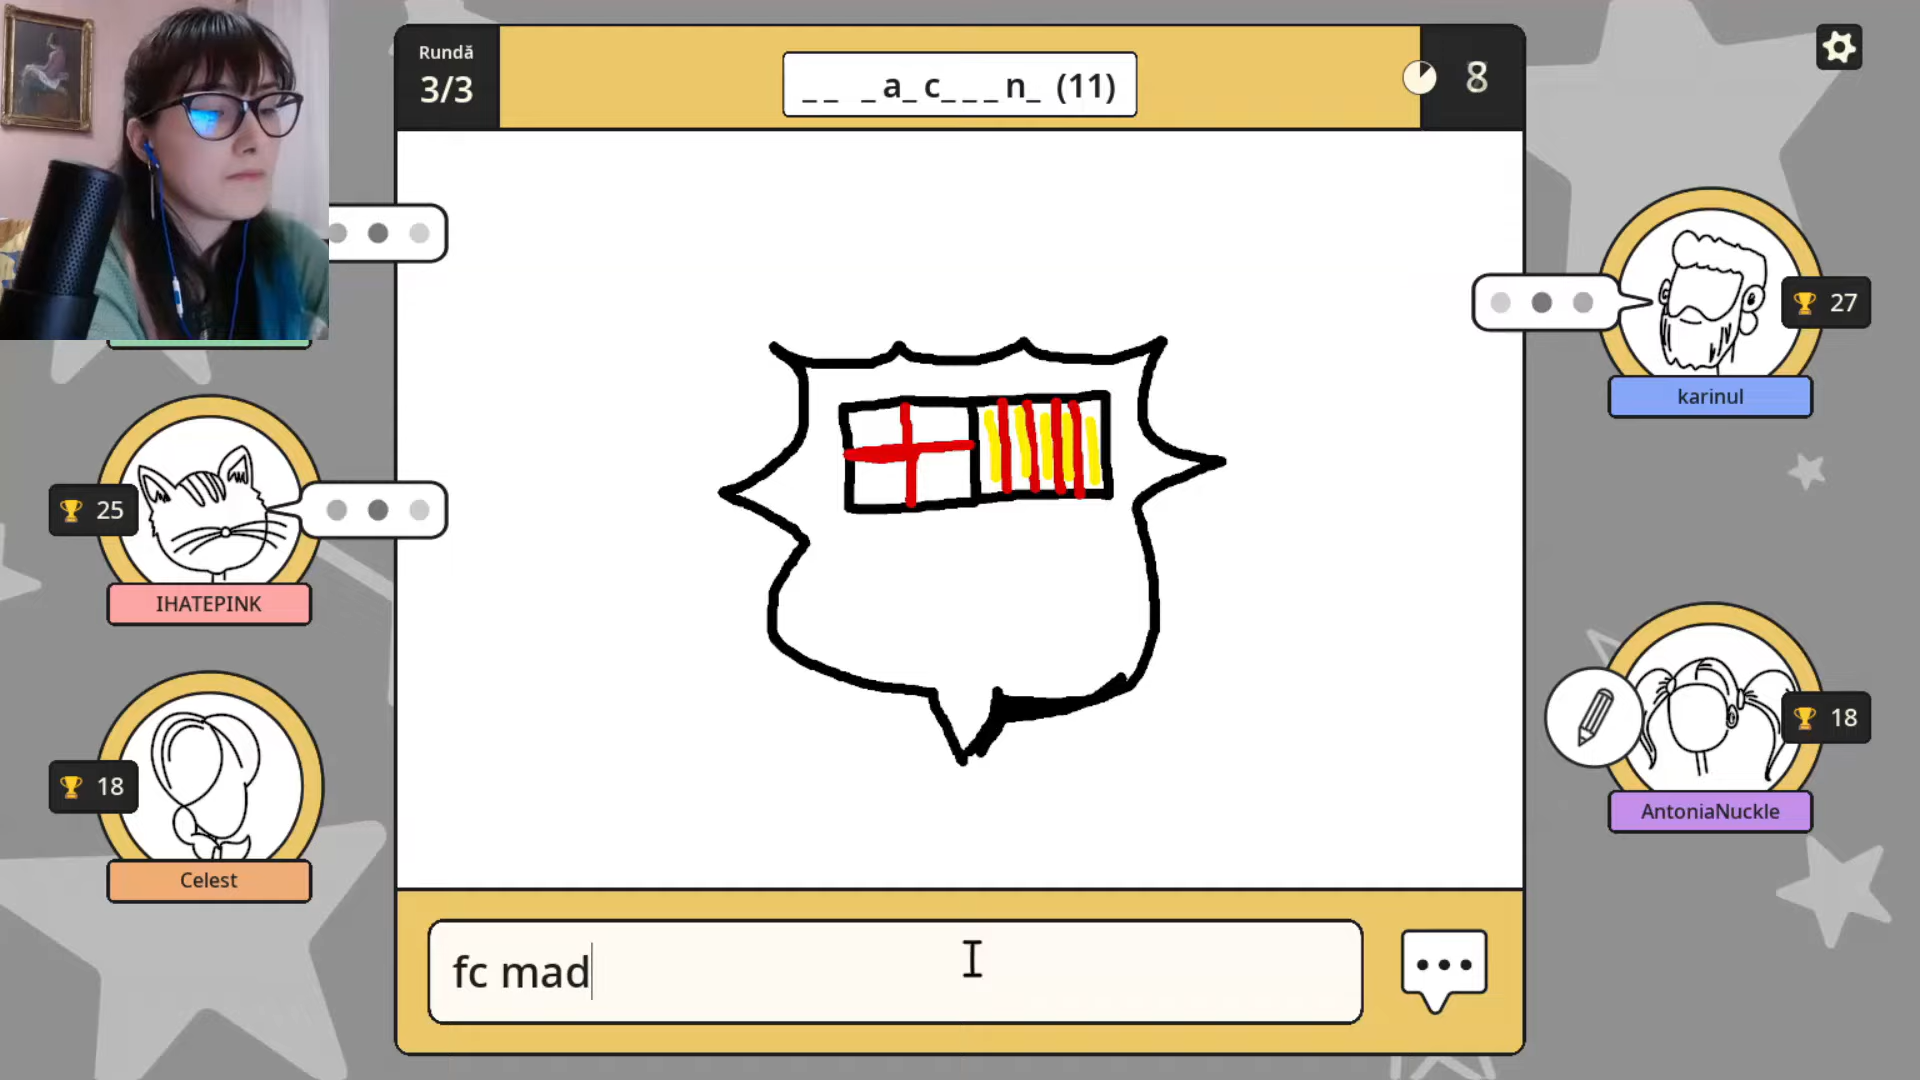 Rundă
3/3
__ _a_c___n_ (11)
8
27
karinul
25
IHATEPINK
18
AntoniaNuckle
18
Celest
fc mad